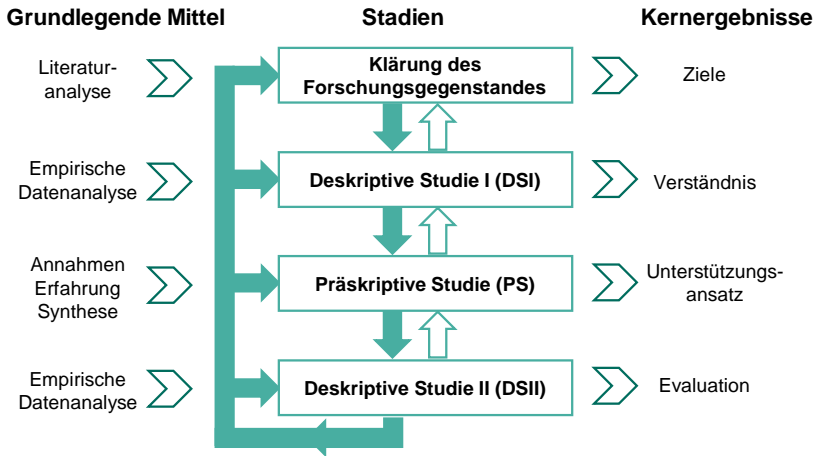 Grundlegende Mittel
Stadien
Kernergebnisse
Literatur-
analyse
Klärung des
Forschungsgegenstandes
Ziele
Empirische
Datenanalyse
Deskriptive Studie I (DSI)
Verständnis
Annahmen
Erfahrung
Synthese
Präskriptive Studie (PS)
Unterstützungs-
ansatz
Empirische
Datenanalyse
Deskriptive Studie II (DSII)
Evaluation